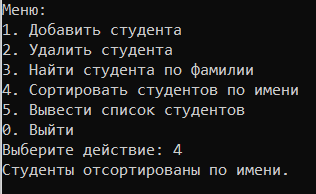 Меню:
1. Добавить студента
2. Удалить студента
3. Найти студента по фамилии
4. Сортировать студентов по имени
5. Вывести список студентов
0. Выйти
Выберите действие: 4
Студенты отсортированы по имени.